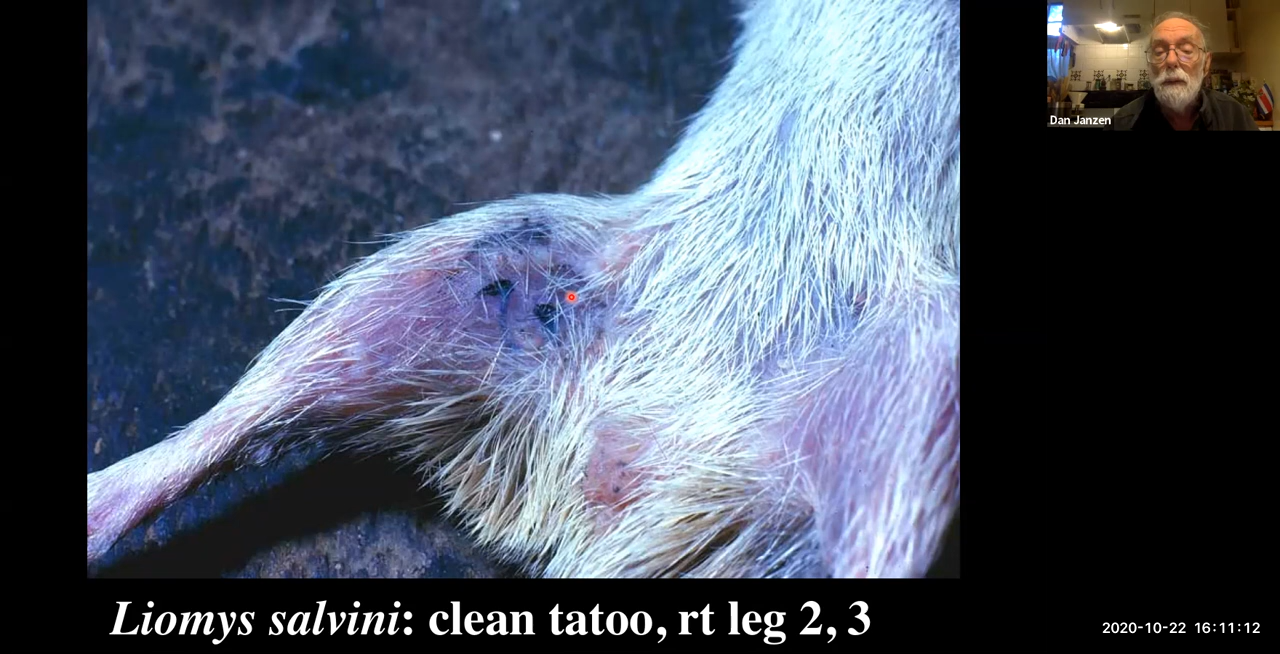 Dan Janzen
Liomys salvini: clean tatoo, rt leg 2, 3
2020-10-22 16:11:12